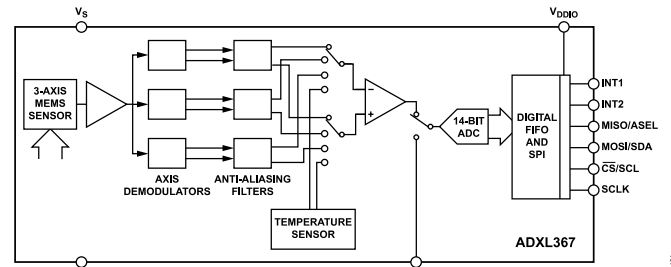 VS
VDDIO
3-AXIS
MEMS
SENSOR
AXIS
DEMODULATORS
ANTI-ALIASING
FILTERS
TEMPERATURE
SENSOR
−
+
14-BIT
ADC
DIGITAL
FIFO
AND
SPI
INT1
INT2
MISO/ASEL
MOSI/SDA
C̅S̅/SCL
SCLK
ADXL367